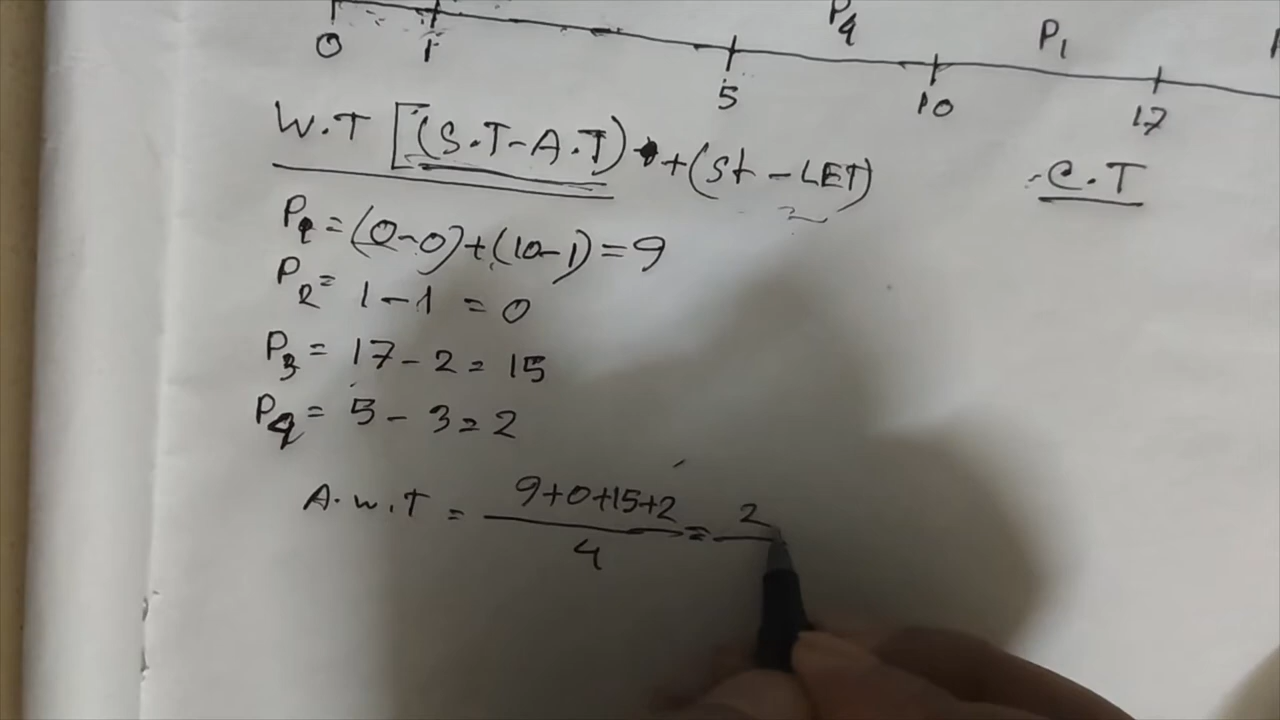 P4 P1
0 1 5 10 17
W.T [(S.T-A.T) +(St - LET)
C.T
P1 = (0-0)+(10-1)=9
P2 = 1-1 = 0
P3 = 17-2=15
P4 = 5-3=2
A.W.T = 9+0+15+2 / 4 = 2